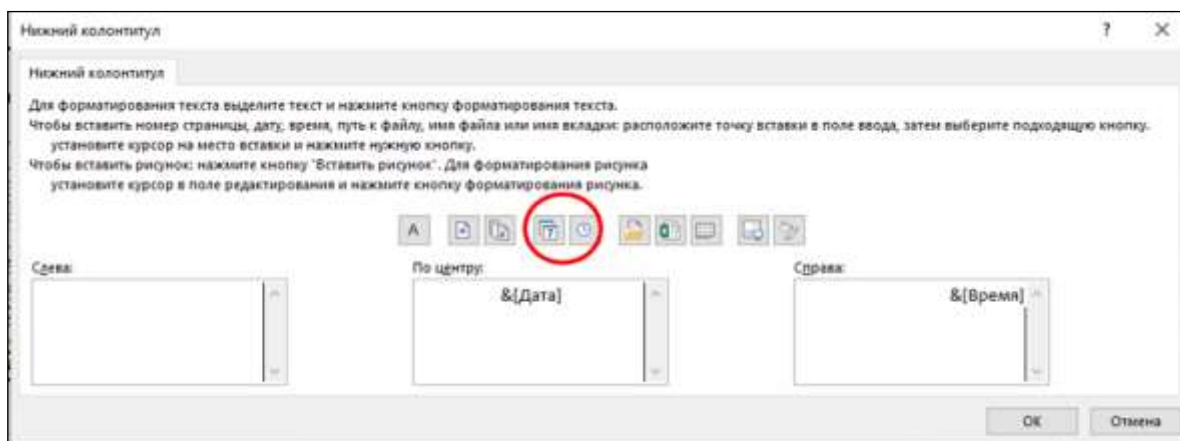 Нижний колонтитул
? ×
Нижний колонтитул
Для форматирования текста выделите текст и нажмите кнопку форматирования текста.
Чтобы вставить номер страницы, дату, время, путь к файлу, имя файла или имя вкладки: расположите точку вставки в поле ввода, затем выберите подходящую кнопку.
установите курсор на место вставки и нажмите нужную кнопку.
Чтобы вставить рисунок: нажмите кнопку "Вставить рисунок". Для форматирования рисунка
установите курсор в поле редактирования и нажмите кнопку форматирования рисунка.
А
Слева:
По центру:
Справа:
&[Дата]
&[Время]
ОК
Отмена